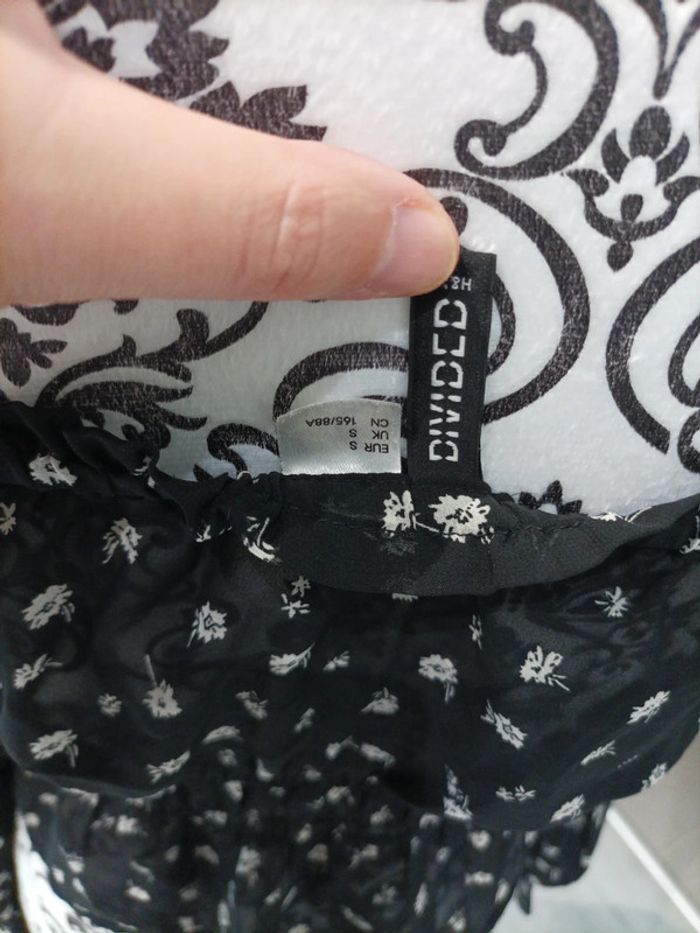 DIVIDED
H&
EUR S
UK S
CN 165/88A